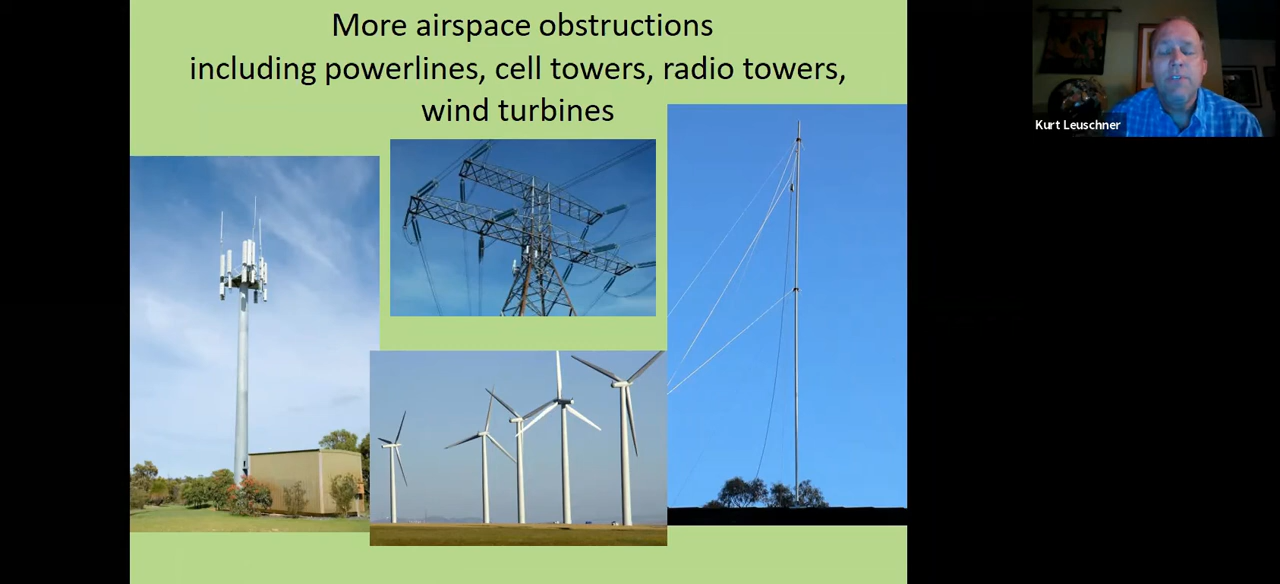 More airspace obstructions
including powerlines, cell towers, radio towers,
wind turbines
Kurt Leuschner